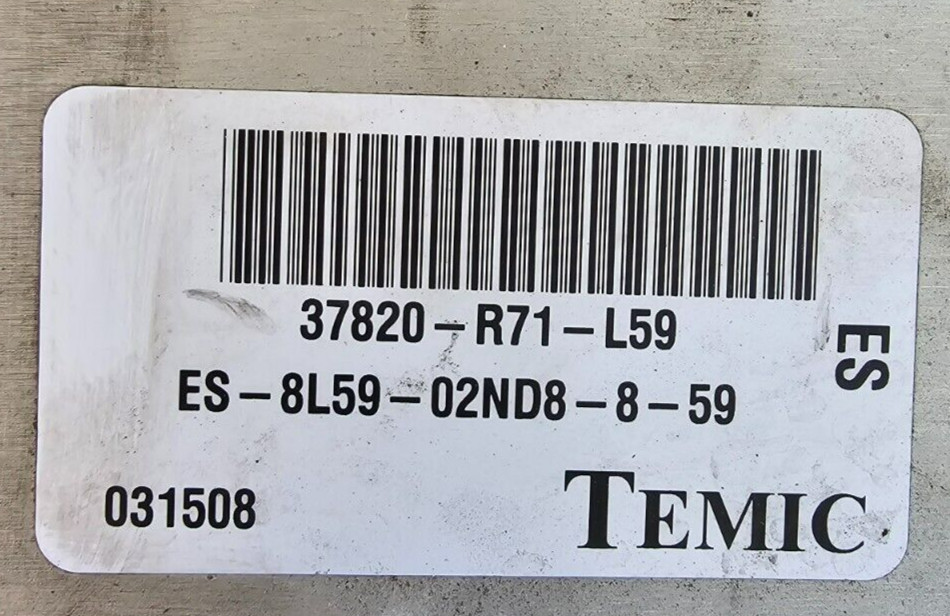 37820-R71-L59
ES
ES-8L59-02ND8-8-59
031508
TEMIC